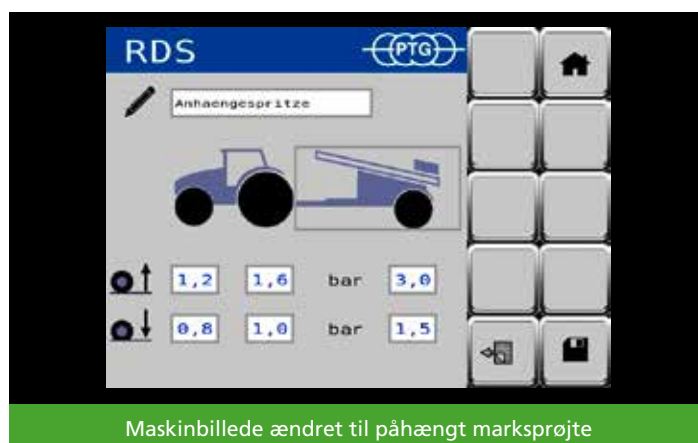 RDS PTG
Anhaengespritze
1,2 1,6 bar 3,0
0,8 1,0 bar 1,5
Maskinbillede ændret til påhængt marksprøjte